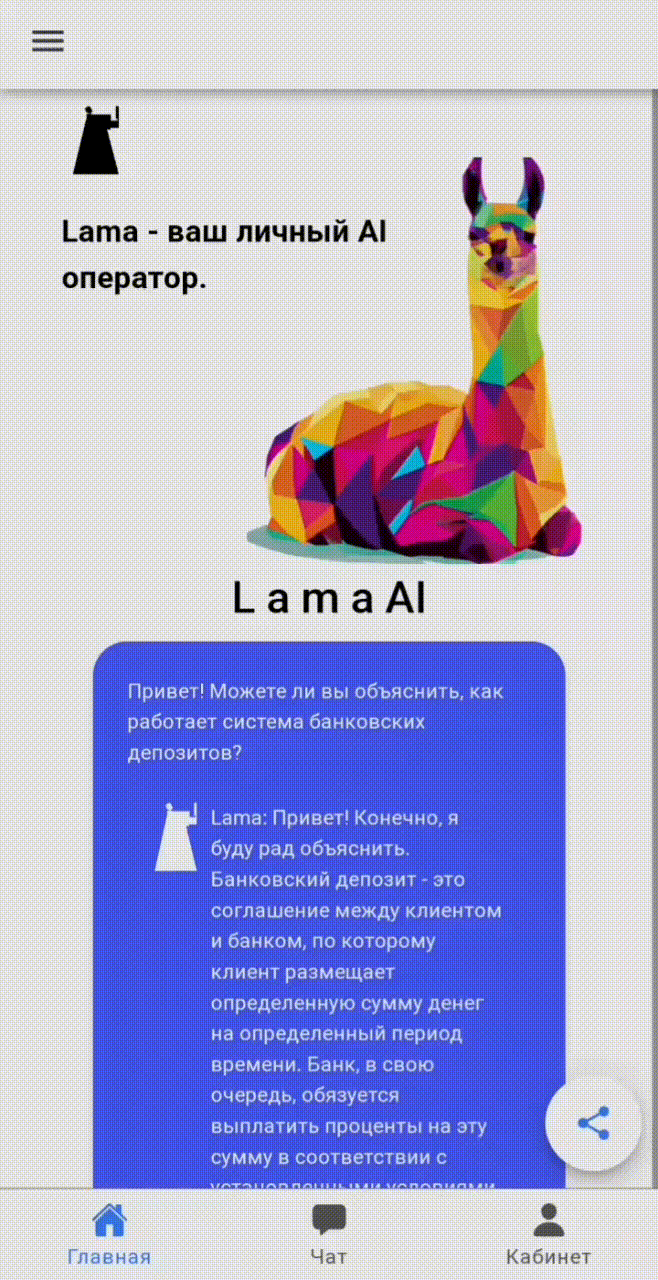 Lama - ваш личный AI
оператор.
L a m a AI
Привет! Можете ли вы объяснить, как
работает система банковских
депозитов?
Lama: Привет! Конечно, я
буду рад объяснить.
Банковский депозит - это
соглашение между клиентом
и банком, по которому
клиент размещает
определенную сумму денег
на определенный период
времени. Банк, в свою
очередь, обязуется
выплатить проценты на эту
сумму в соответствии с
установленными условиями
Главная
Чат
Кабинет